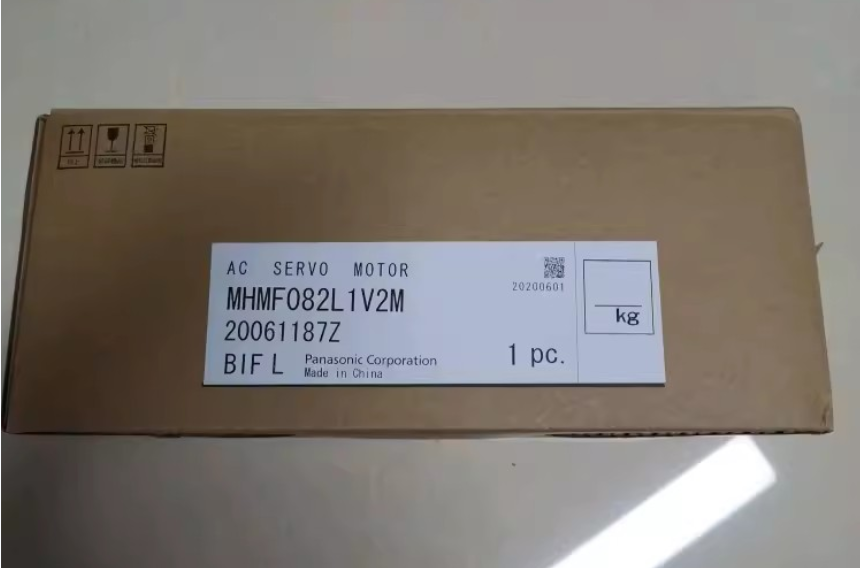 AC SERVO MOTOR
MHMF082L1V2M
20061187Z
BIF L Panasonic Corporation
Made in China
20200601
1 pc.
kg